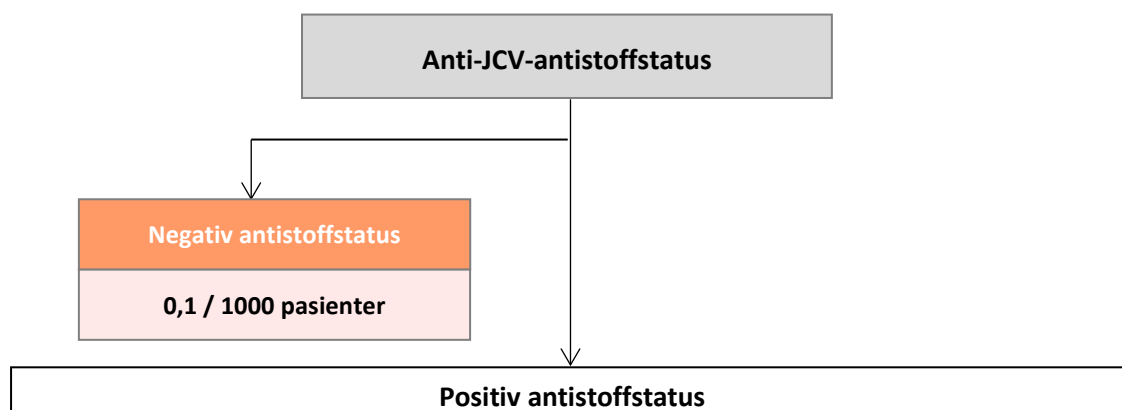 Anti-JCV-antistoffstatus
Negativ antistoffstatus
0,1 / 1000 pasienter
Positiv antistoffstatus